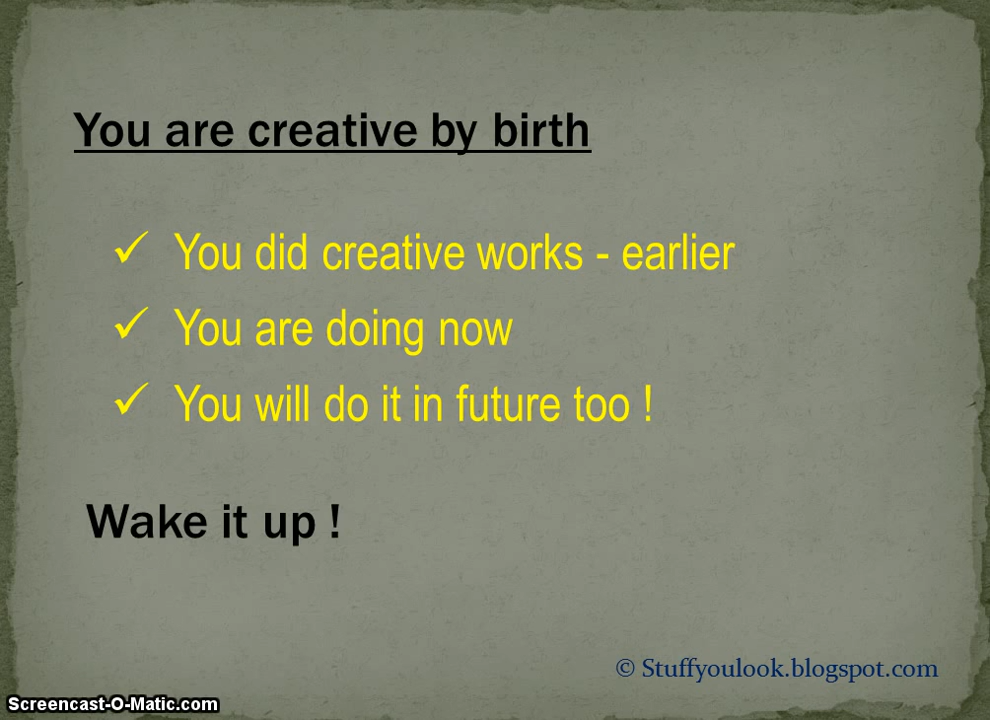 You are creative by birth
✓ You did creative works - earlier
✓ You are doing now
✓ You will do it in future too !
Wake it up !
© Stuffyoulook.blogspot.com
Screencast-O-Matic.com